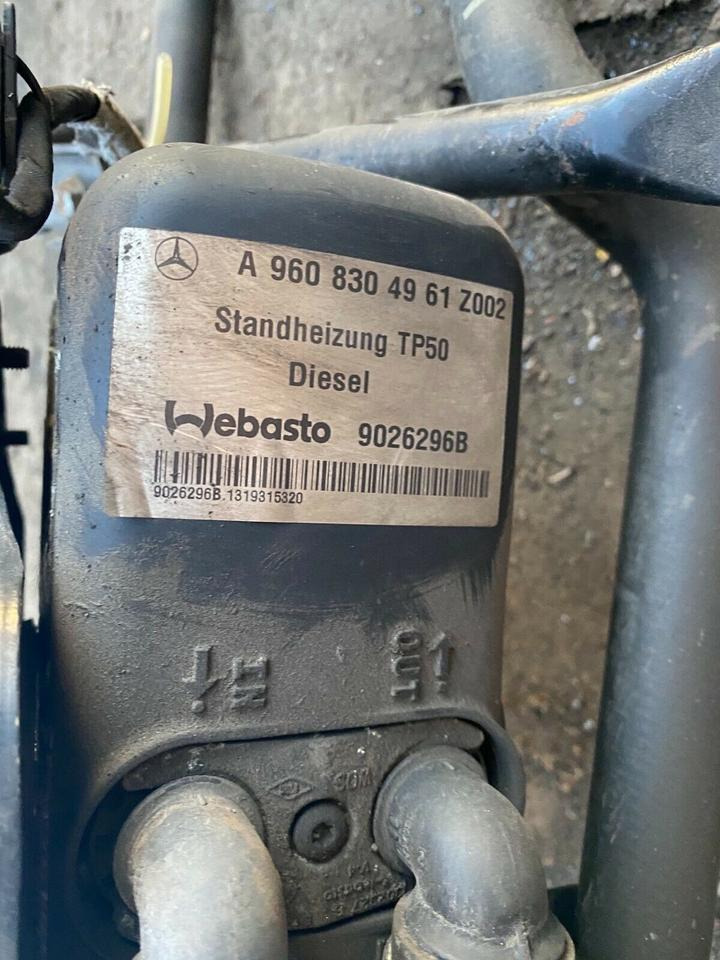 A 960 830 49 61 Z002
Standheizung TP50
Diesel
Webasto 9026296B
9026296B.1319315320
IN OUT